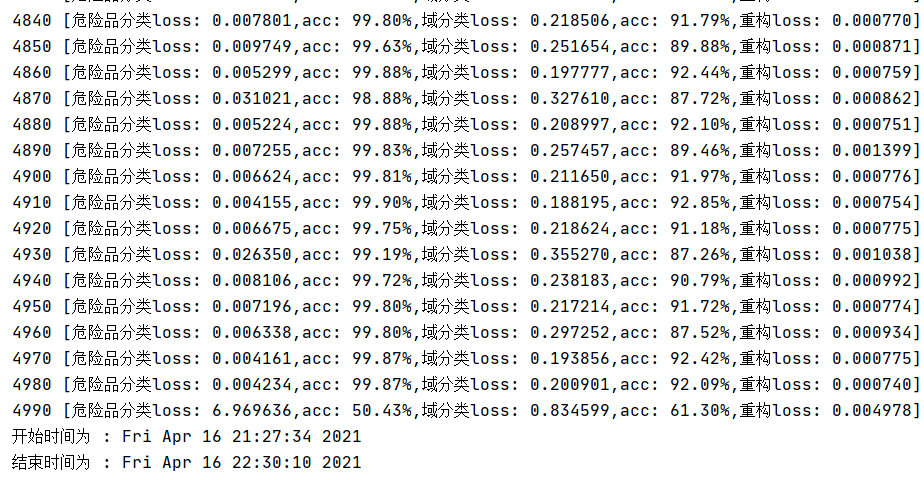 4840 [危险品分类loss: 0.007801,acc: 99.80%,域分类loss: 0.218506,acc: 91.79%,重构loss: 0.000770]
4850 [危险品分类loss: 0.009749,acc: 99.63%,域分类loss: 0.251654,acc: 89.88%,重构loss: 0.000871]
4860 [危险品分类loss: 0.005299,acc: 99.88%,域分类loss: 0.197777,acc: 92.44%,重构loss: 0.000759]
4870 [危险品分类loss: 0.031021,acc: 98.88%,域分类loss: 0.327610,acc: 87.72%,重构loss: 0.000862]
4880 [危险品分类loss: 0.005224,acc: 99.88%,域分类loss: 0.208997,acc: 92.10%,重构loss: 0.000751]
4890 [危险品分类loss: 0.007255,acc: 99.83%,域分类loss: 0.257457,acc: 89.46%,重构loss: 0.001399]
4900 [危险品分类loss: 0.006624,acc: 99.81%,域分类loss: 0.211650,acc: 91.97%,重构loss: 0.000776]
4910 [危险品分类loss: 0.004155,acc: 99.90%,域分类loss: 0.188195,acc: 92.85%,重构loss: 0.000754]
4920 [危险品分类loss: 0.006675,acc: 99.75%,域分类loss: 0.218624,acc: 91.18%,重构loss: 0.000775]
4930 [危险品分类loss: 0.026350,acc: 99.19%,域分类loss: 0.355270,acc: 87.26%,重构loss: 0.001038]
4940 [危险品分类loss: 0.008106,acc: 99.72%,域分类loss: 0.238183,acc: 90.79%,重构loss: 0.000992]
4950 [危险品分类loss: 0.007196,acc: 99.80%,域分类loss: 0.217214,acc: 91.72%,重构loss: 0.000774]
4960 [危险品分类loss: 0.006338,acc: 99.80%,域分类loss: 0.297252,acc: 87.52%,重构loss: 0.000934]
4970 [危险品分类loss: 0.004161,acc: 99.87%,域分类loss: 0.193856,acc: 92.42%,重构loss: 0.000775]
4980 [危险品分类loss: 0.004234,acc: 99.87%,域分类loss: 0.200901,acc: 92.09%,重构loss: 0.000740]
4990 [危险品分类loss: 6.969636,acc: 50.43%,域分类loss: 0.834599,acc: 61.30%,重构loss: 0.004978]
开始时间为 : Fri Apr 16 21:27:34 2021
结束时间为 : Fri Apr 16 22:30:10 2021